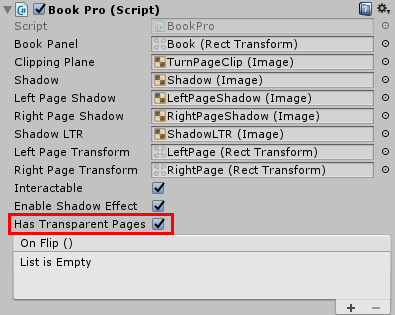 Book Pro (Script)
Script BookPro
Book Panel Book (Rect Transform)
Clipping Plane TurnPageClip (Image)
Shadow Shadow (Image)
Left Page Shadow LeftPageShadow (Image)
Right Page Shadow RightPageShadow (Image)
Shadow LTR ShadowLTR (Image)
Left Page Transform LeftPage (Rect Transform)
Right Page Transform RightPage (Rect Transform)
Interactable
Enable Shadow Effect
Has Transparent Pages
On Flip ()
List is Empty
+ −